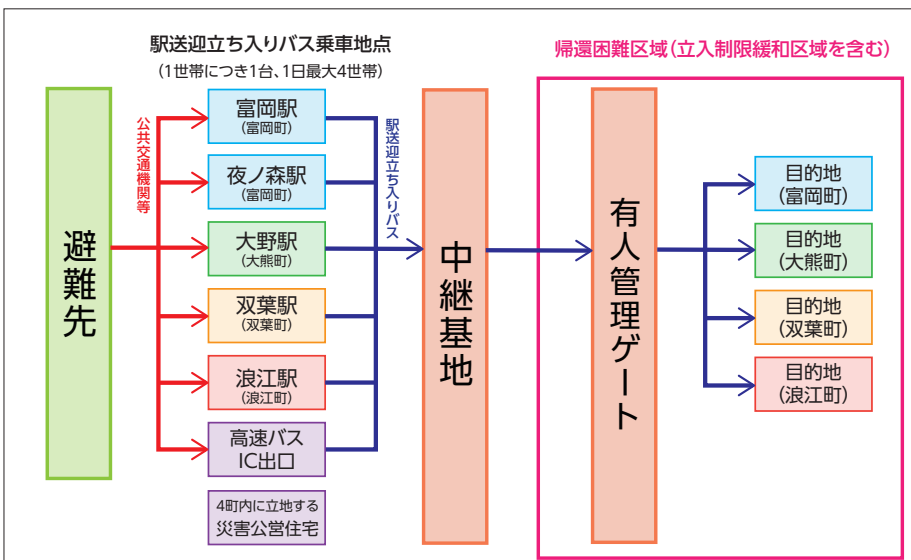 駅送迎立ち入りバス乗車地点
(1世帯につき1台、1日最大4世帯)
帰還困難区域(立入制限緩和区域を含む)
避難先
公共交通機関等
富岡駅
(富岡町)
夜ノ森駅
(富岡町)
大野駅
(大熊町)
双葉駅
(双葉町)
浪江駅
(浪江町)
高速バス
IC出口
4町内に立地する
災害公営住宅
駅送迎立ち入りバス
中継基地
有人管理ゲート
目的地
(富岡町)
目的地
(大熊町)
目的地
(双葉町)
目的地
(浪江町)